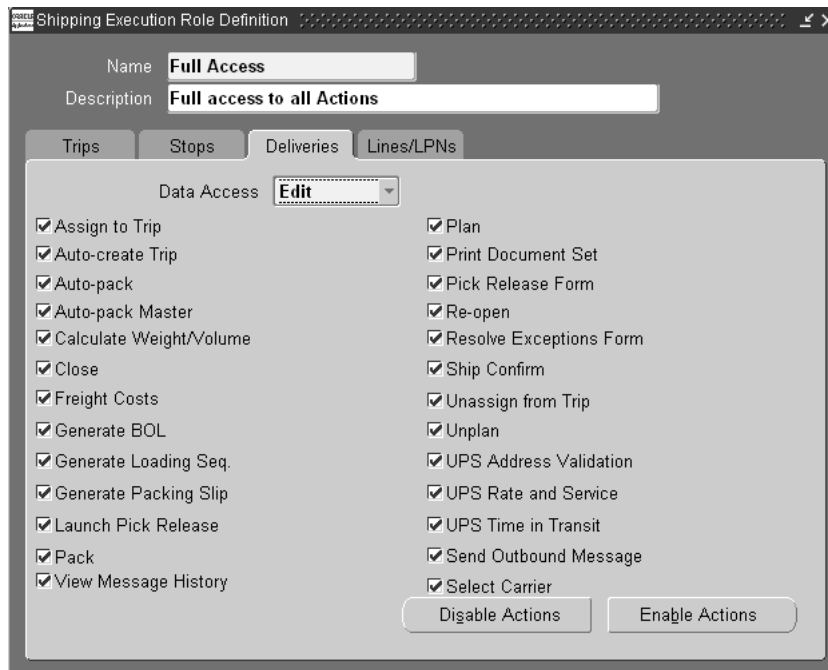 Shipping Execution Role Definition
Name Full Access
Description Full access to all Actions
Trips Stops Deliveries Lines/LPNs
Data Access Edit
Assign to Trip
Auto-create Trip
Auto-pack
Auto-pack Master
Calculate Weight/Volume
Close
Freight Costs
Generate BOL
Generate Loading Seq.
Generate Packing Slip
Launch Pick Release
Pack
View Message History
Plan
Print Document Set
Pick Release Form
Re-open
Resolve Exceptions Form
Ship Confirm
Unassign from Trip
Unplan
UPS Address Validation
UPS Rate and Service
UPS Time in Transit
Send Outbound Message
Select Carrier
Disable Actions Enable Actions